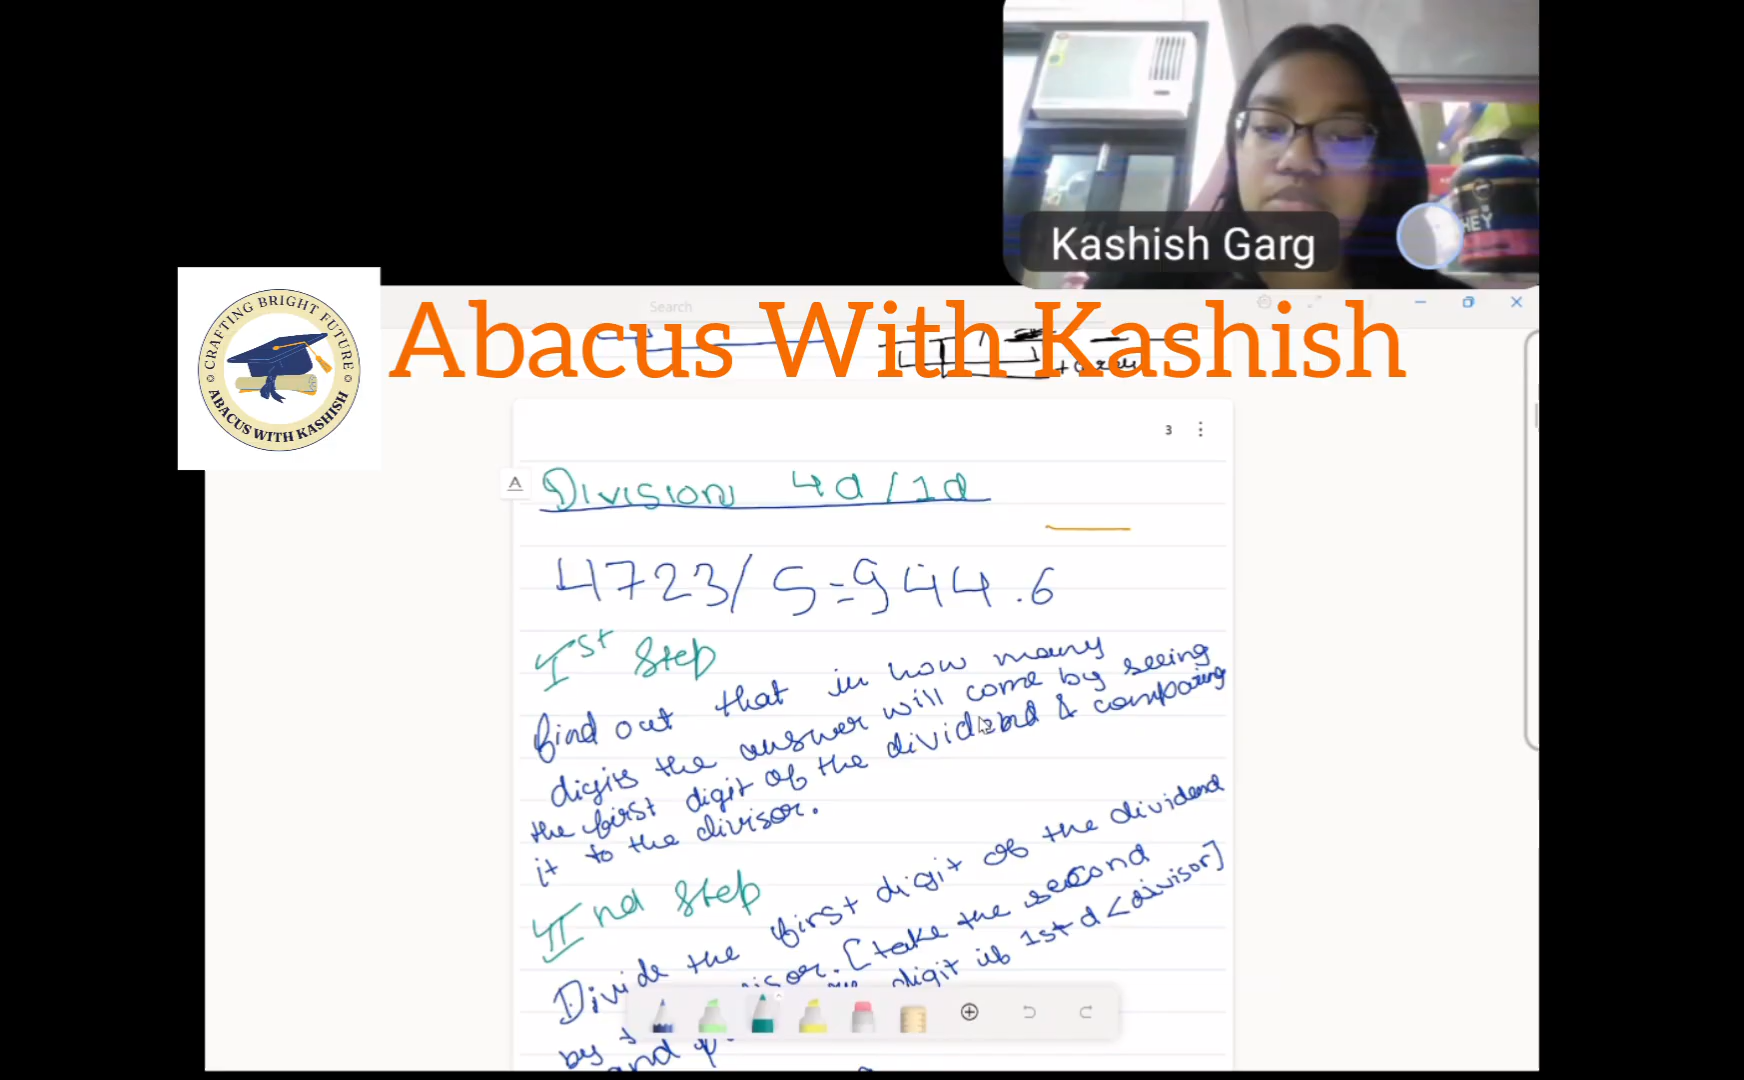 Kashish Garg
HEY
CRAFTING BRIGHT FUTURE
ABACUS WITH KASHISH
Abacus With Kashish
Search
3
A
Division 4d/1d
4723/5=944.6
Ist Step
find out that in how many
digits the answer will come by seeing
the first digit of the dividend & comparing
it to the divisor.
IInd Step
Divide the first digit of the dividend
by [take the second
digit if 1st d<divisor]
and